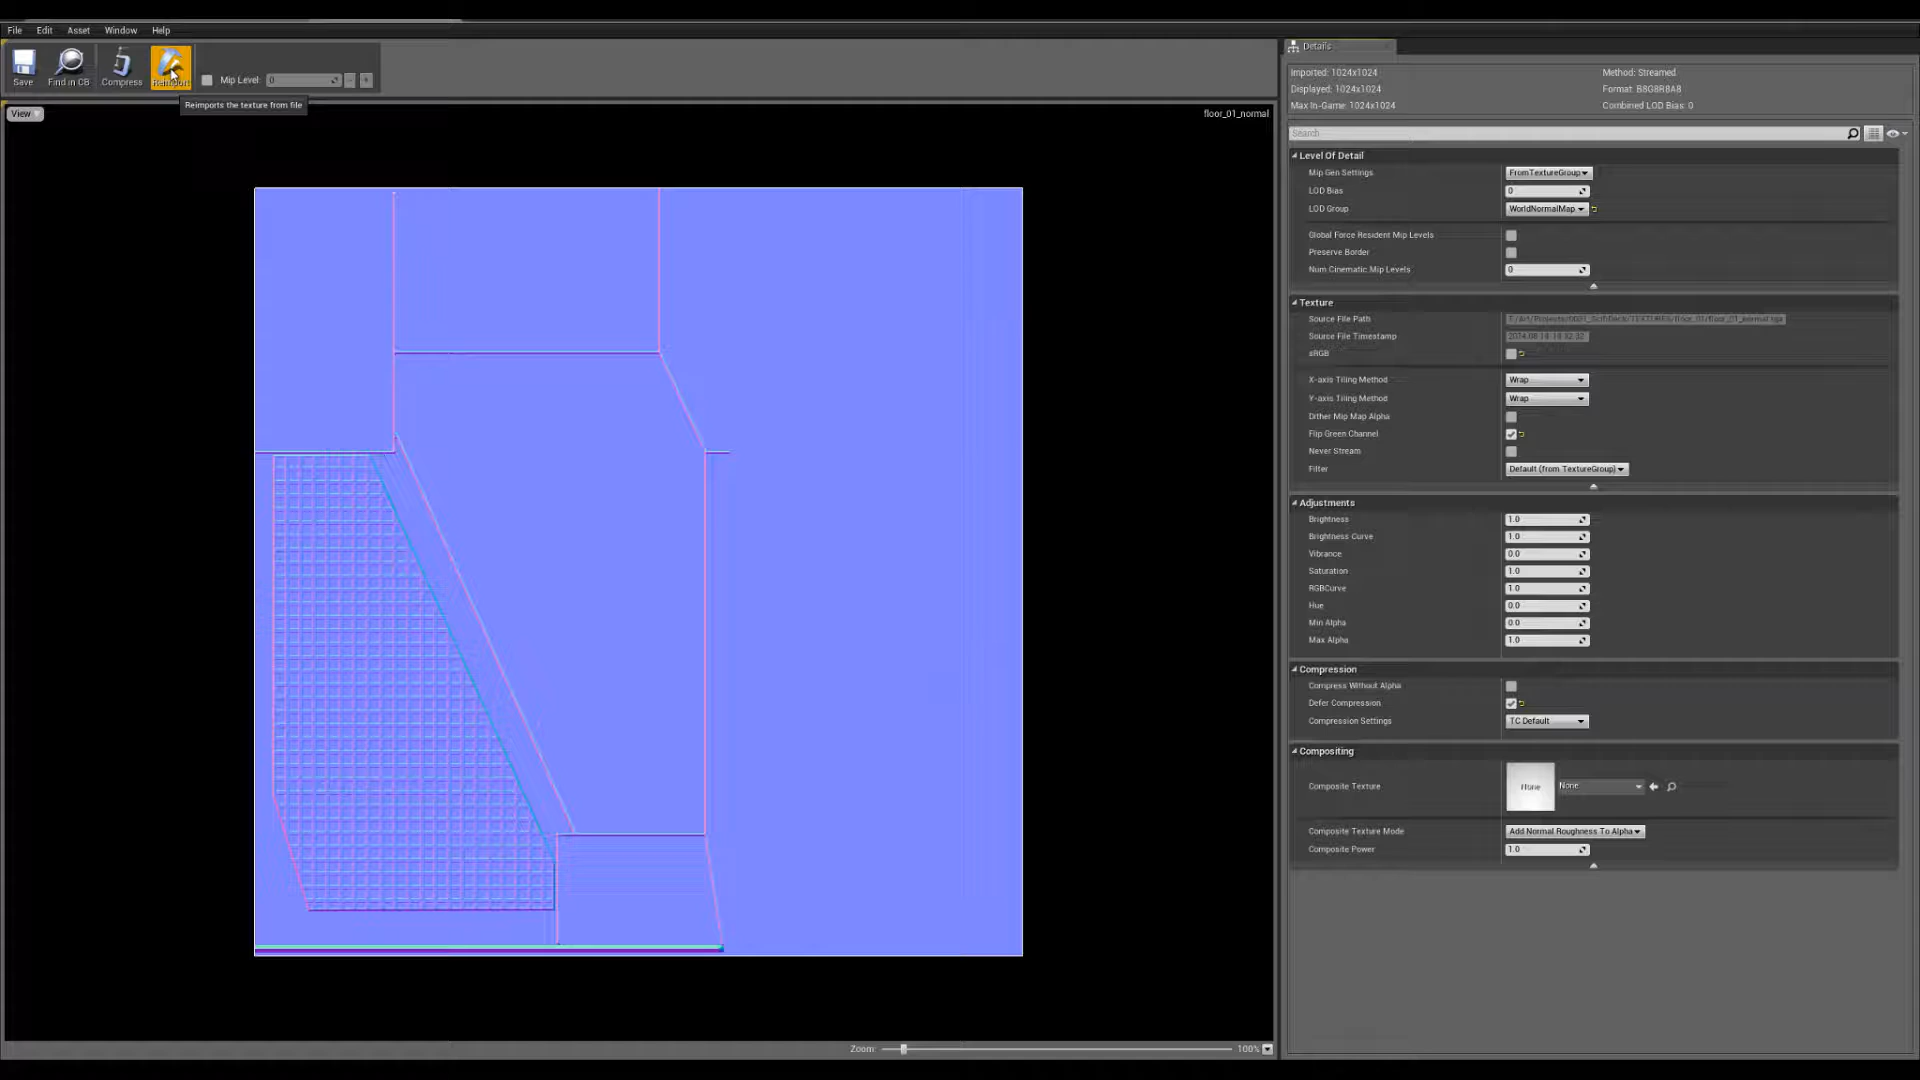 File Edit Asset Window Help
Save Find in CB Compress Reimport Mip Level: 0 - +
Reimports the texture from file
View
floor_01_normal
Zoom: 100%
Details
Imported: 1024x1024 Method: Streamed
Displayed: 1024x1024 Format: B8G8R8A8
Max In-Game: 1024x1024 Combined LOD Bias: 0
Search
Level Of Detail
Mip Gen Settings FromTextureGroup
LOD Bias 0
LOD Group WorldNormalMap
Global Force Resident Mip Levels
Preserve Border
Num Cinematic Mip Levels 0
Texture
Source File Path
Source File Timestamp
sRGB
X-axis Tiling Method Wrap
Y-axis Tiling Method Wrap
Dither Mip Map Alpha
Flip Green Channel
Never Stream
Filter Default (from TextureGroup)
Adjustments
Brightness 1.0
Brightness Curve 1.0
Vibrance 0.0
Saturation 1.0
RGBCurve 1.0
Hue 0.0
Min Alpha 0.0
Max Alpha 1.0
Compression
Compress Without Alpha
Defer Compression
Compression Settings TC Default
Compositing
Composite Texture None None
Composite Texture Mode Add Normal Roughness To Alpha
Composite Power 1.0